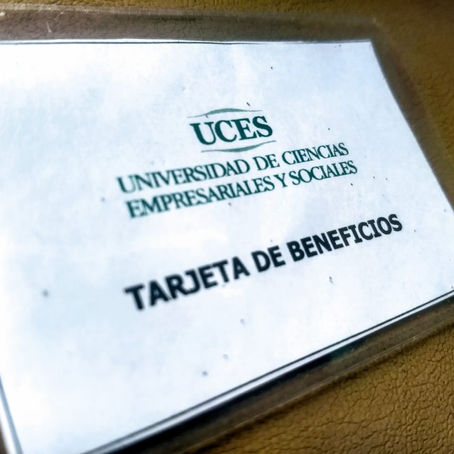 UCES
UNIVERSIDAD DE CIENCIAS
EMPRESARIALES Y SOCIALES
TARJETA DE BENEFICIOS